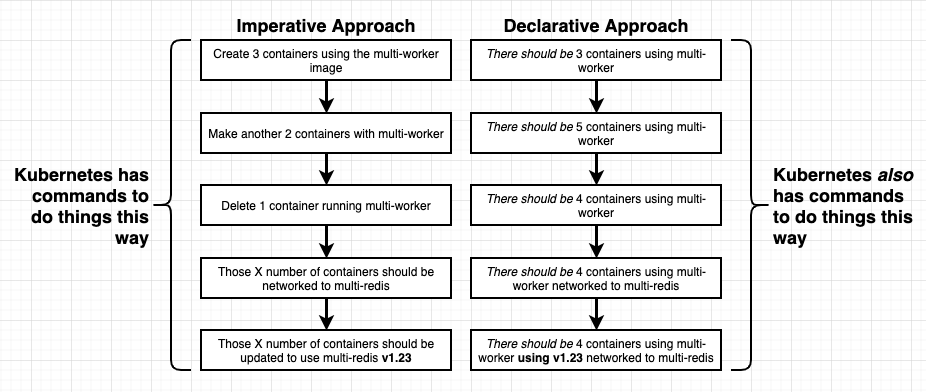 Imperative Approach
Declarative Approach
Kubernetes has
commands to
do things this
way
Create 3 containers using the multi-worker
image
Make another 2 containers with multi-worker
Delete 1 container running multi-worker
Those X number of containers should be
networked to multi-redis
Those X number of containers should be
updated to use multi-redis v1.23
There should be 3 containers using multi-
worker
There should be 5 containers using multi-
worker
There should be 4 containers using multi-
worker
There should be 4 containers using multi-
worker networked to multi-redis
There should be 4 containers using multi-
worker using v1.23 networked to multi-redis
Kubernetes also
has commands
to do things this
way